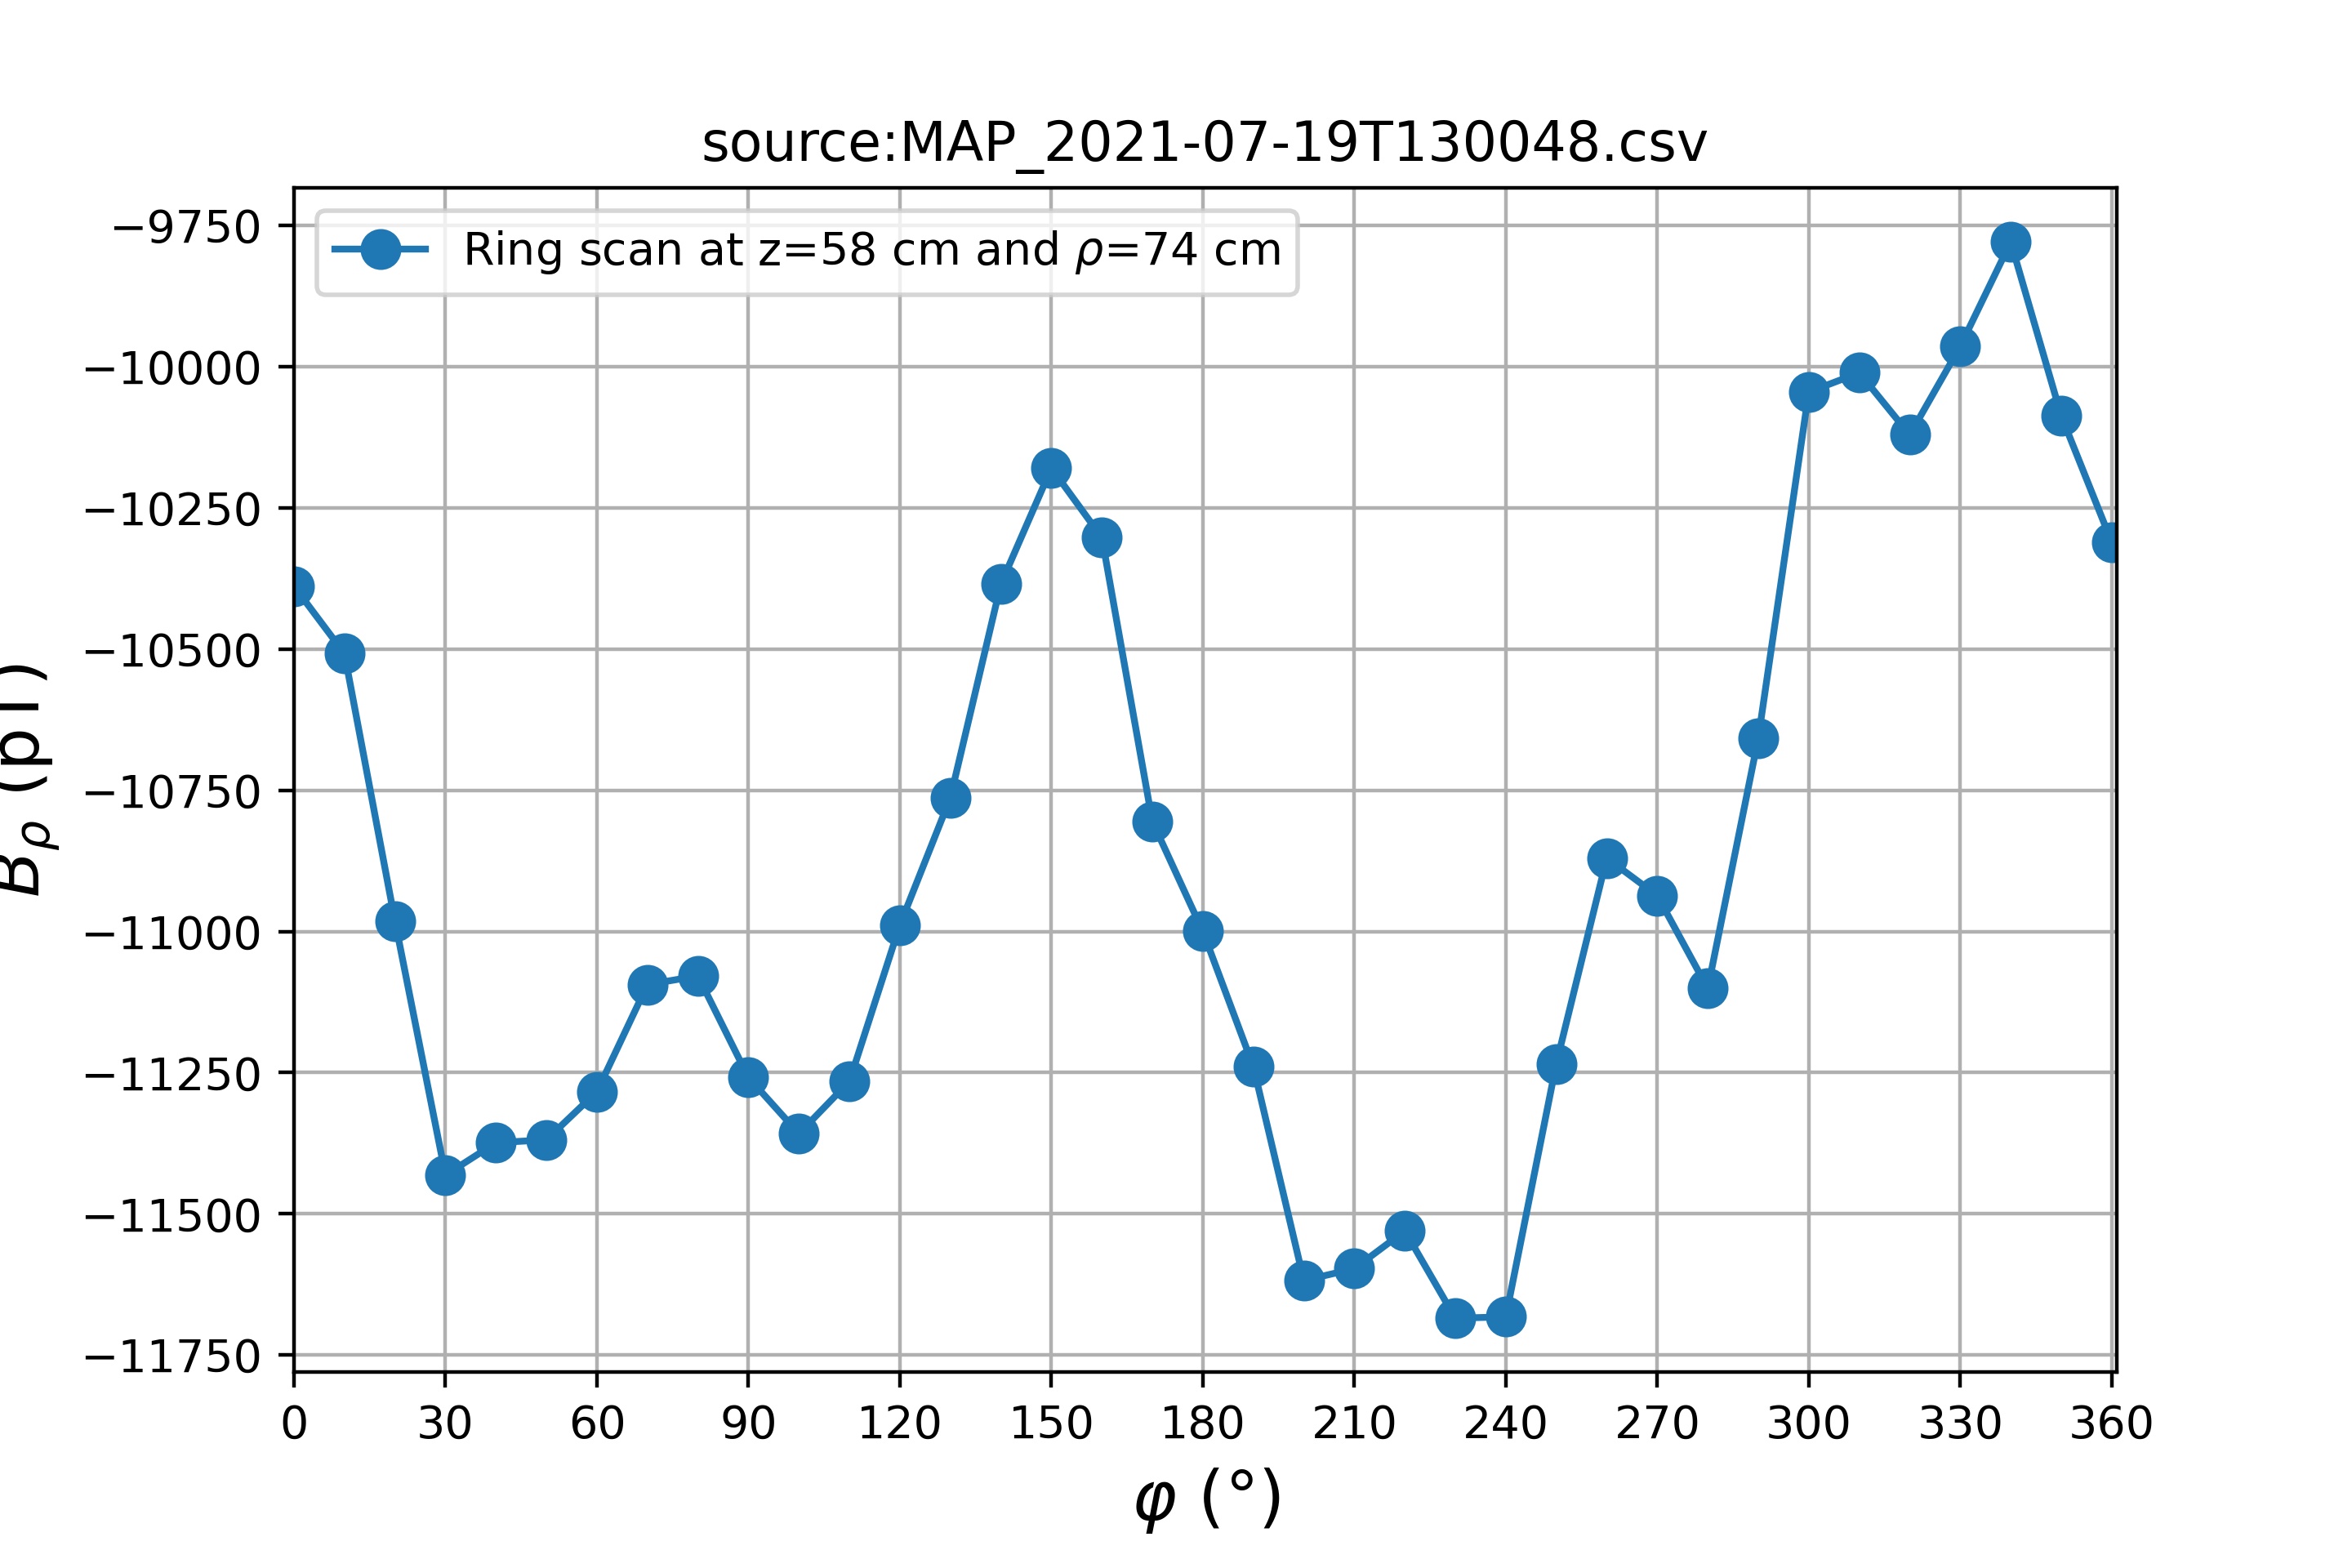 source:MAP_2021-07-19T130048.csv
Ring scan at z=58 cm and ρ=74 cm
−9750
−10000
−10250
−10500
−10750
−11000
−11250
−11500
−11750
Bρ (pT)
0 30 60 90 120 150 180 210 240 270 300 330 360
φ (°)